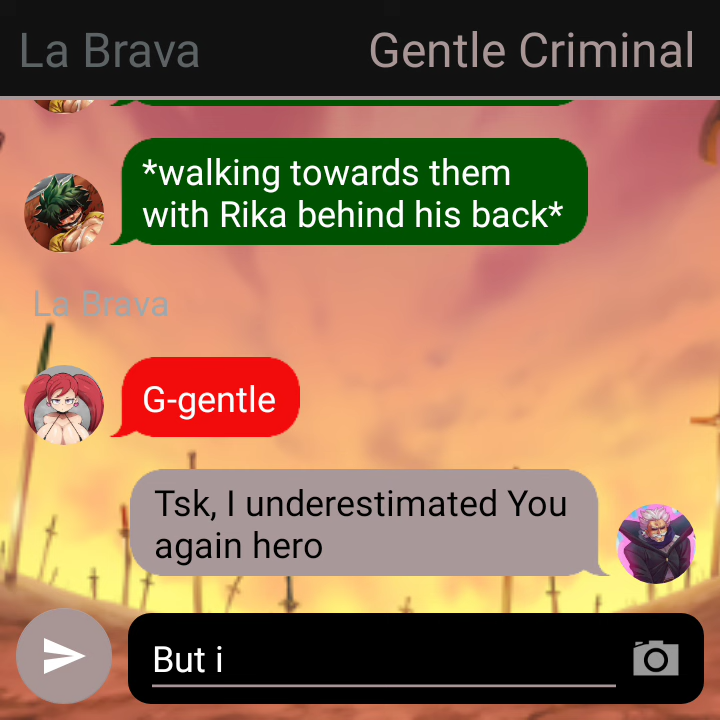 La Brava
Gentle Criminal
*walking towards them
with Rika behind his back*
La Brava
G-gentle
Tsk, I underestimated You
again hero
But i